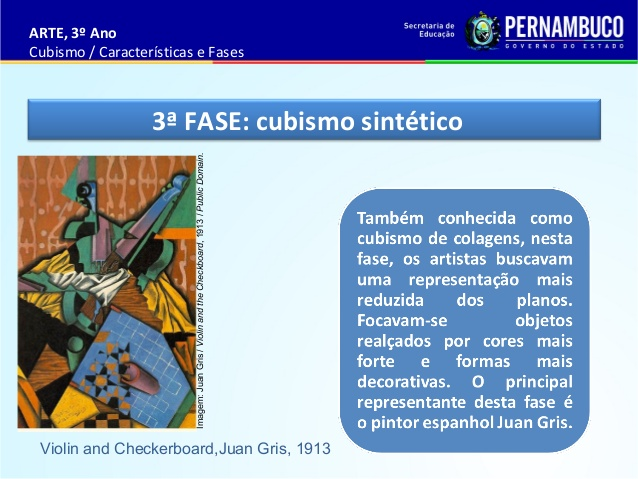 ARTE, 3º Ano
Cubismo / Características e Fases
Secretaria de
Educação
PERNAMBUCO
GOVERNO DO ESTADO
3ª FASE: cubismo sintético
Imagem: Juan Gris/ Violin and the Checkboard, 1913 / Public Domain.
Também conhecida como
cubismo de colagens, nesta
fase, os artistas buscavam
uma representação mais
reduzida dos planos.
Focavam-se objetos
realçados por cores mais
forte e formas mais
decorativas. O principal
representante desta fase é
o pintor espanhol Juan Gris.
Violin and Checkerboard,Juan Gris, 1913